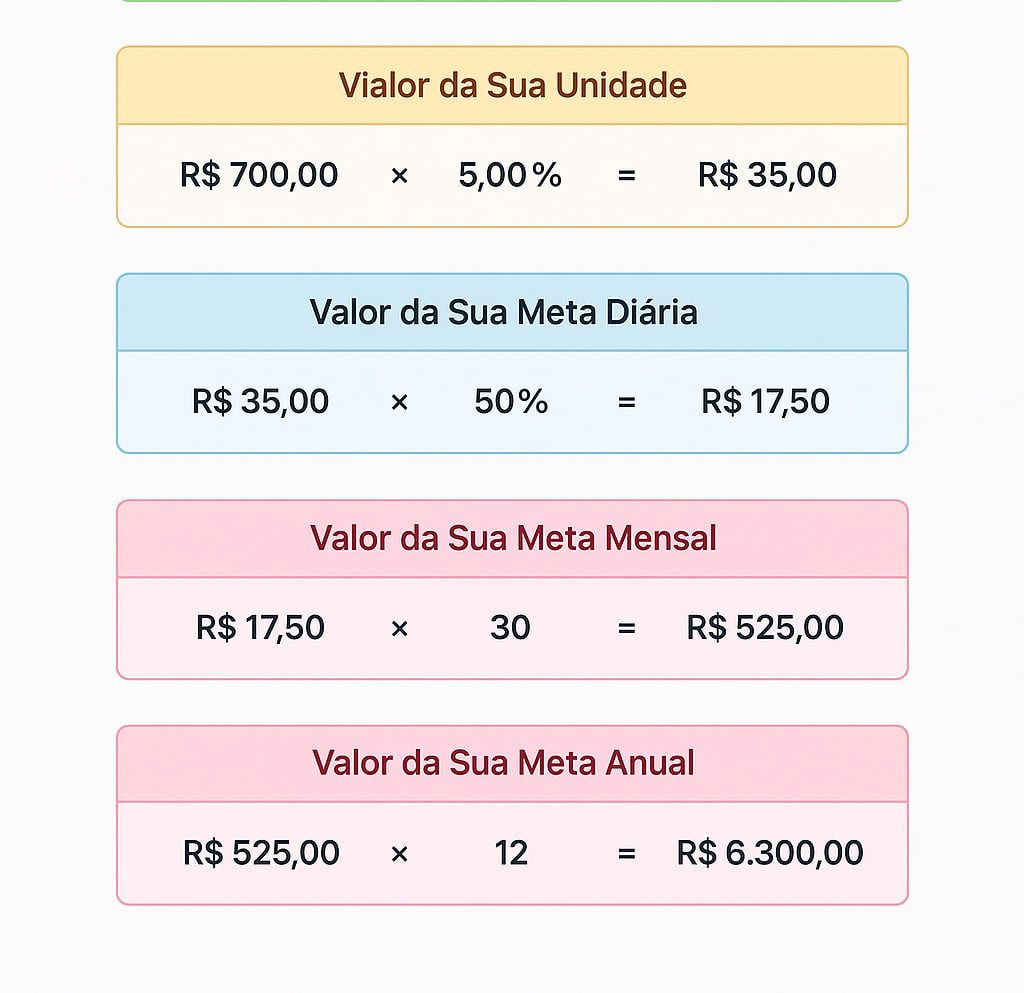 Vialor da Sua Unidade
R$ 700,00 × 5,00% = R$ 35,00
Valor da Sua Meta Diária
R$ 35,00 × 50% = R$ 17,50
Valor da Sua Meta Mensal
R$ 17,50 × 30 = R$ 525,00
Valor da Sua Meta Anual
R$ 525,00 × 12 = R$ 6.300,00